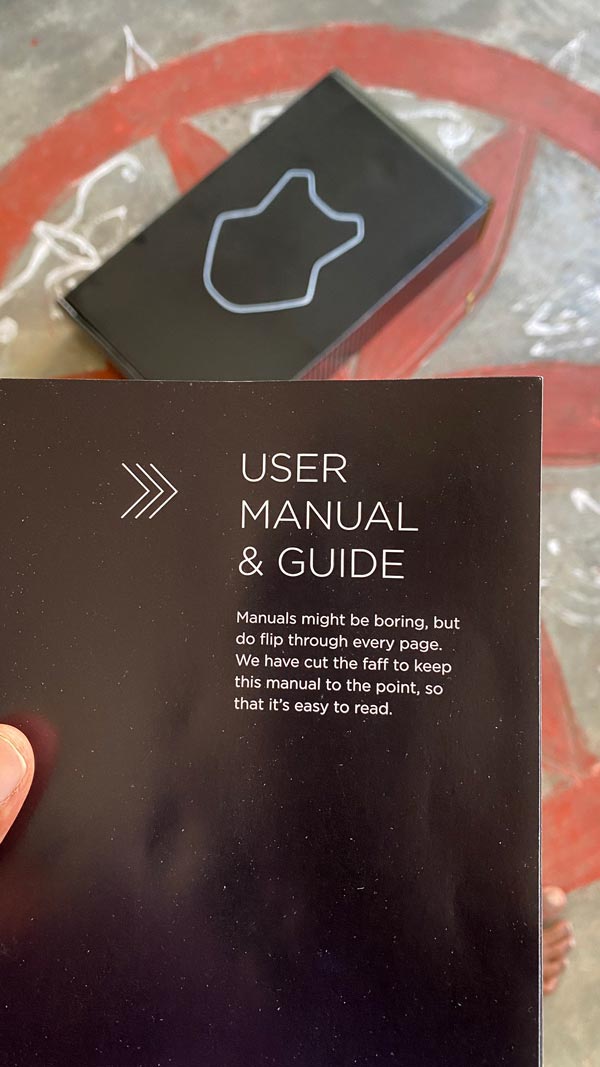 USER
MANUAL
& GUIDE
Manuals might be boring, but
do flip through every page.
We have cut the faff to keep
this manual to the point, so
that it's easy to read.